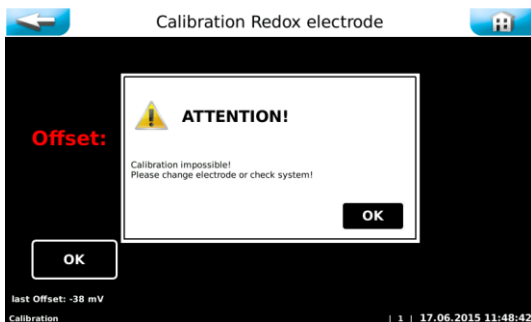 Calibration Redox electrode
ATTENTION!
Offset:
Calibration impossible!
Please change electrode or check system!
OK
OK
last Offset: -38 mV
Calibration | 1 | 17.06.2015 11:48:42